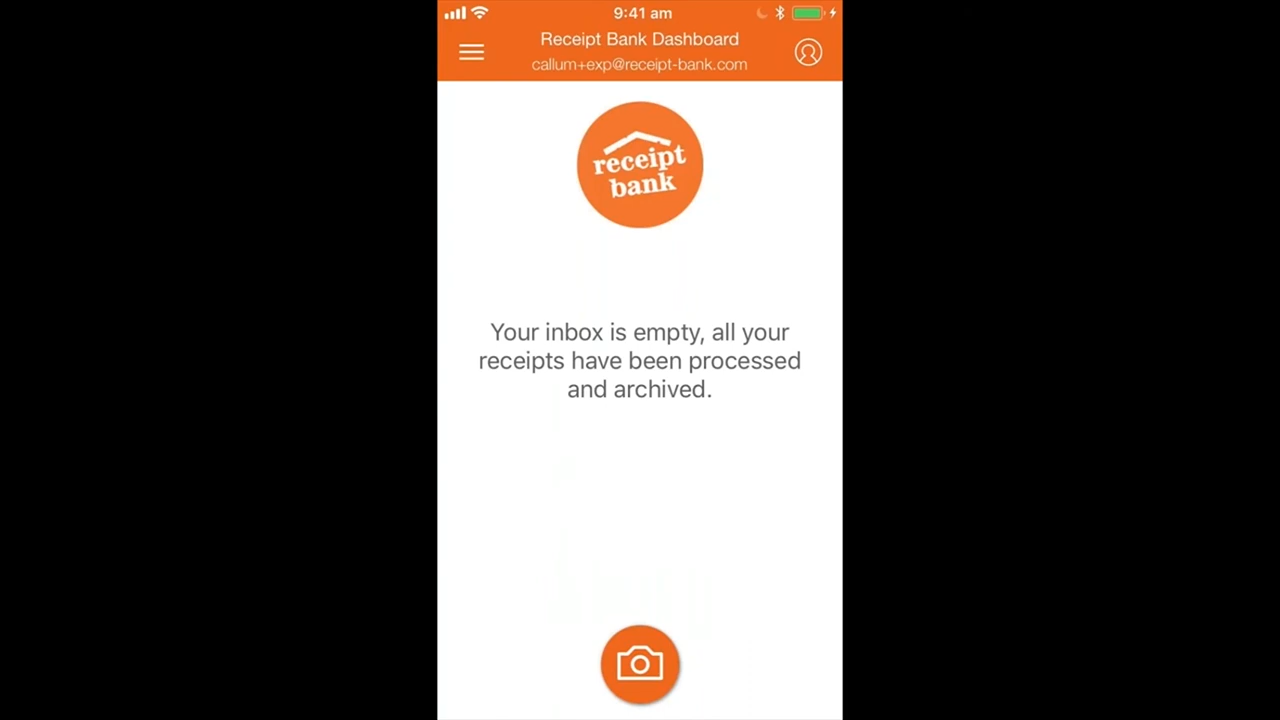 9:41 am
Receipt Bank Dashboard
callum+exp@receipt-bank.com
receipt
bank
Your inbox is empty, all your
receipts have been processed
and archived.